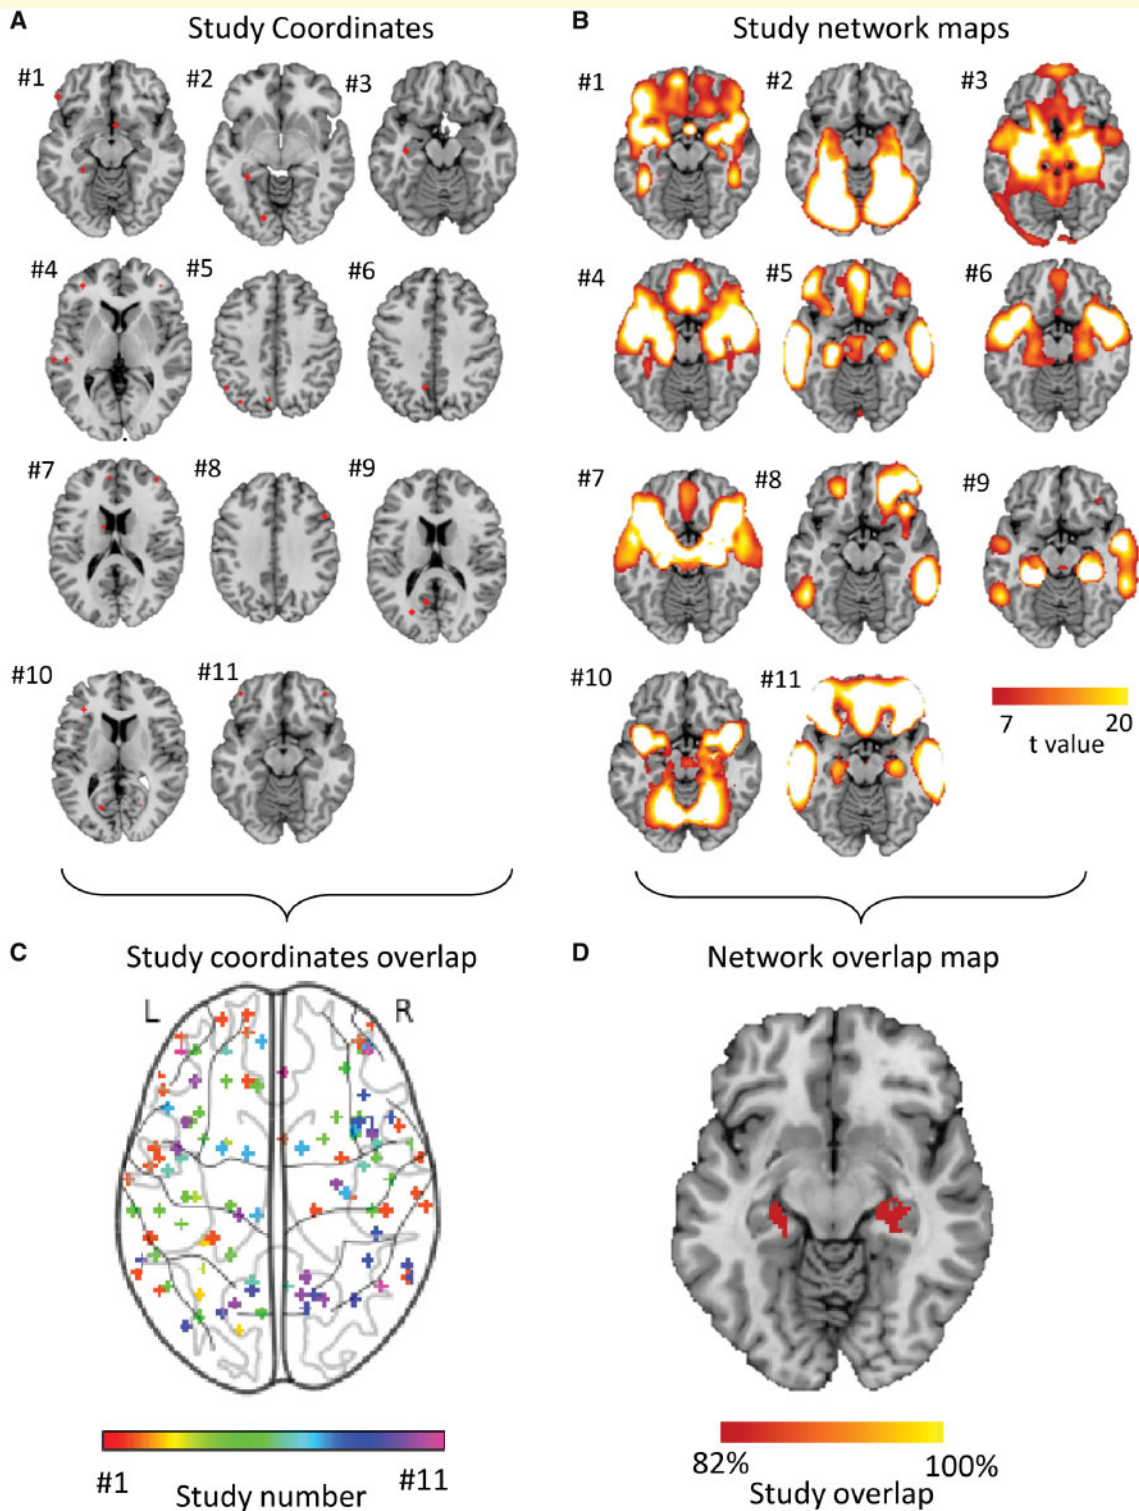 A Study Coordinates
#1 #2 #3
#4 #5 #6
#7 #8 #9
#10 #11
B Study network maps
#1 #2 #3
#4 #5 #6
#7 #8 #9
#10 #11
7 20
t value
C Study coordinates overlap
L R
#1 #11
Study number
D Network overlap map
82% 100%
Study overlap